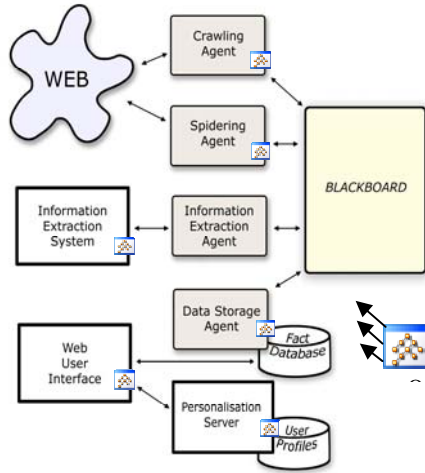 Crawling
Agent
WEB
Spidering
Agent
BLACKBOARD
Information
Extraction
System
Information
Extraction
Agent
Data Storage
Agent
Fact
Database
Web
User
Interface
Personalisation
Server
User
Profiles